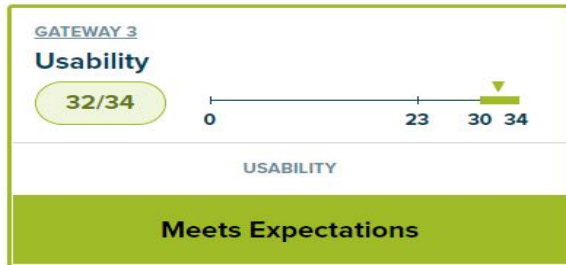 GATEWAY 3
Usability
32/34
0 23 30 34
USABILITY
Meets Expectations